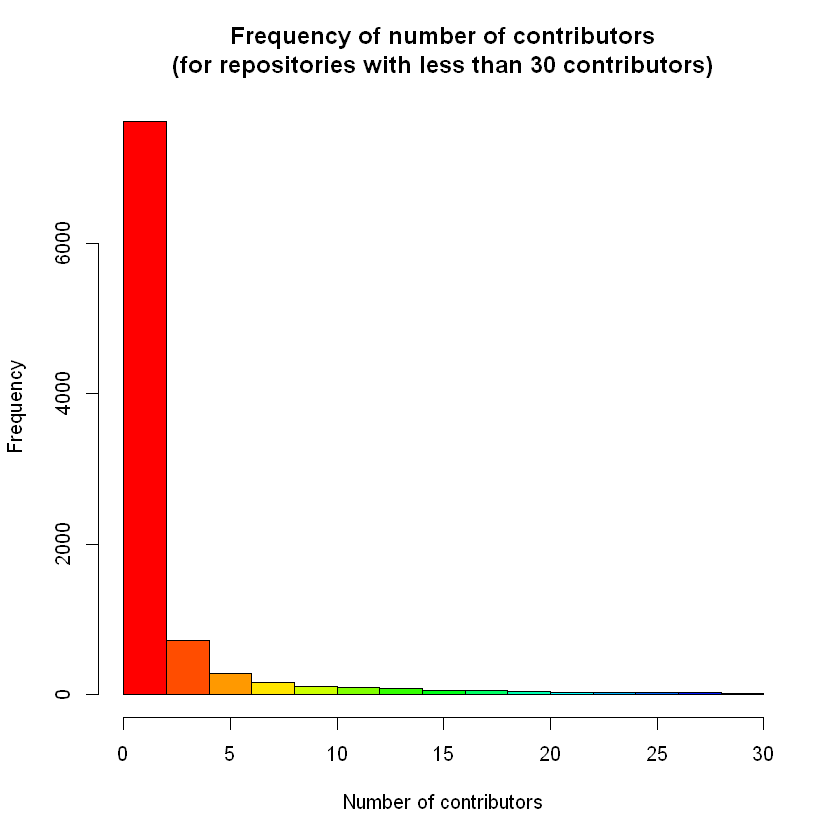 Frequency of number of contributors
(for repositories with less than 30 contributors)
Frequency
6000
4000
2000
0
0 5 10 15 20 25 30
Number of contributors